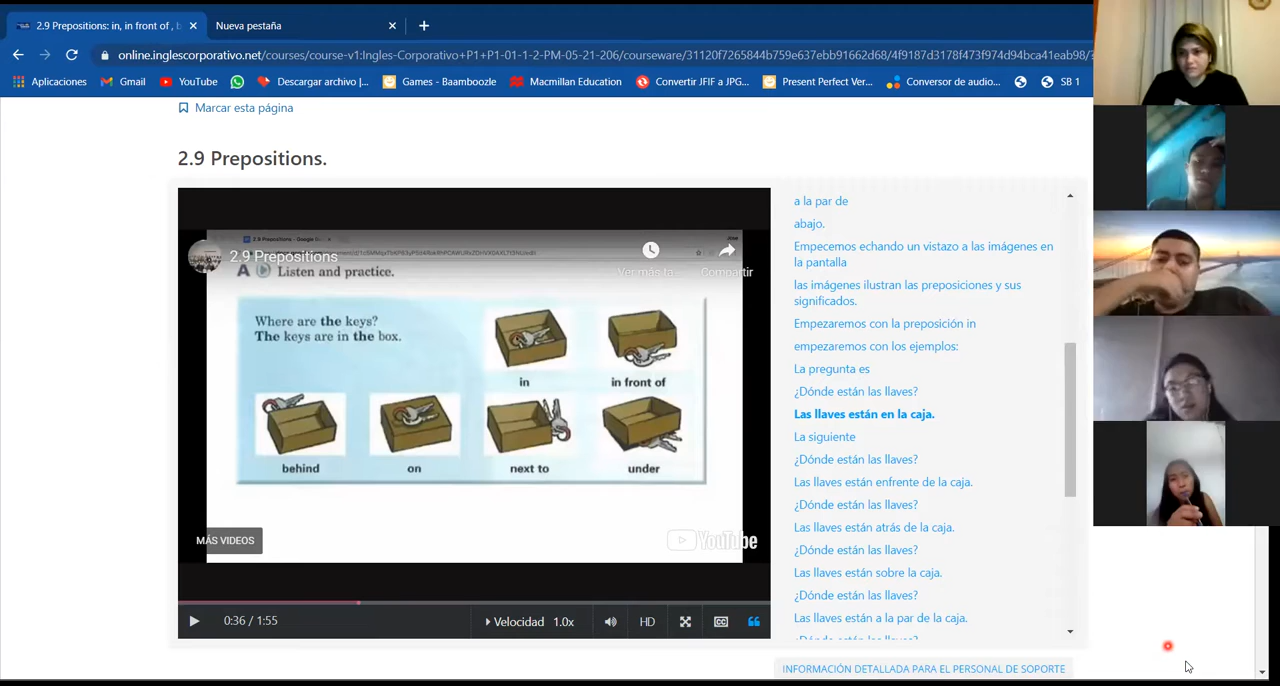 2.9 Prepositions: in, in front of , b
Nueva pestaña
online.inglescorporativo.net/courses/course-v1:Ingles-Corporativo+P1+P1-01-1-2-PM-05-21-206/courseware/31120f7265844b759e637ebb91662d68/4f9187d3178f473f974d94bca41eab98/?
Aplicaciones
Gmail
YouTube
Descargar archivo |...
Games - Baamboozle
Macmillan Education
Convertir JFIF a JPG...
Present Perfect Ver...
Conversor de audio...
SB 1
Marcar esta página
2.9 Prepositions.
2.9 Prepositions
Ver más ta...
Compartir
A Listen and practice.
Where are the keys?
The keys are in the box.
in
in front of
behind
on
next to
under
MÁS VIDEOS
YouTube
0:36 / 1:55
Velocidad 1.0x
HD
a la par de
abajo.
Empecemos echando un vistazo a las imágenes en
la pantalla
las imágenes ilustran las preposiciones y sus
significados.
Empezaremos con la preposición in
empezaremos con los ejemplos:
La pregunta es
¿Dónde están las llaves?
Las llaves están en la caja.
La siguiente
¿Dónde están las llaves?
Las llaves están enfrente de la caja.
¿Dónde están las llaves?
Las llaves están atrás de la caja.
¿Dónde están las llaves?
Las llaves están sobre la caja.
¿Dónde están las llaves?
Las llaves están a la par de la caja.
¿Dónde están las llaves?
INFORMACIÓN DETALLADA PARA EL PERSONAL DE SOPORTE